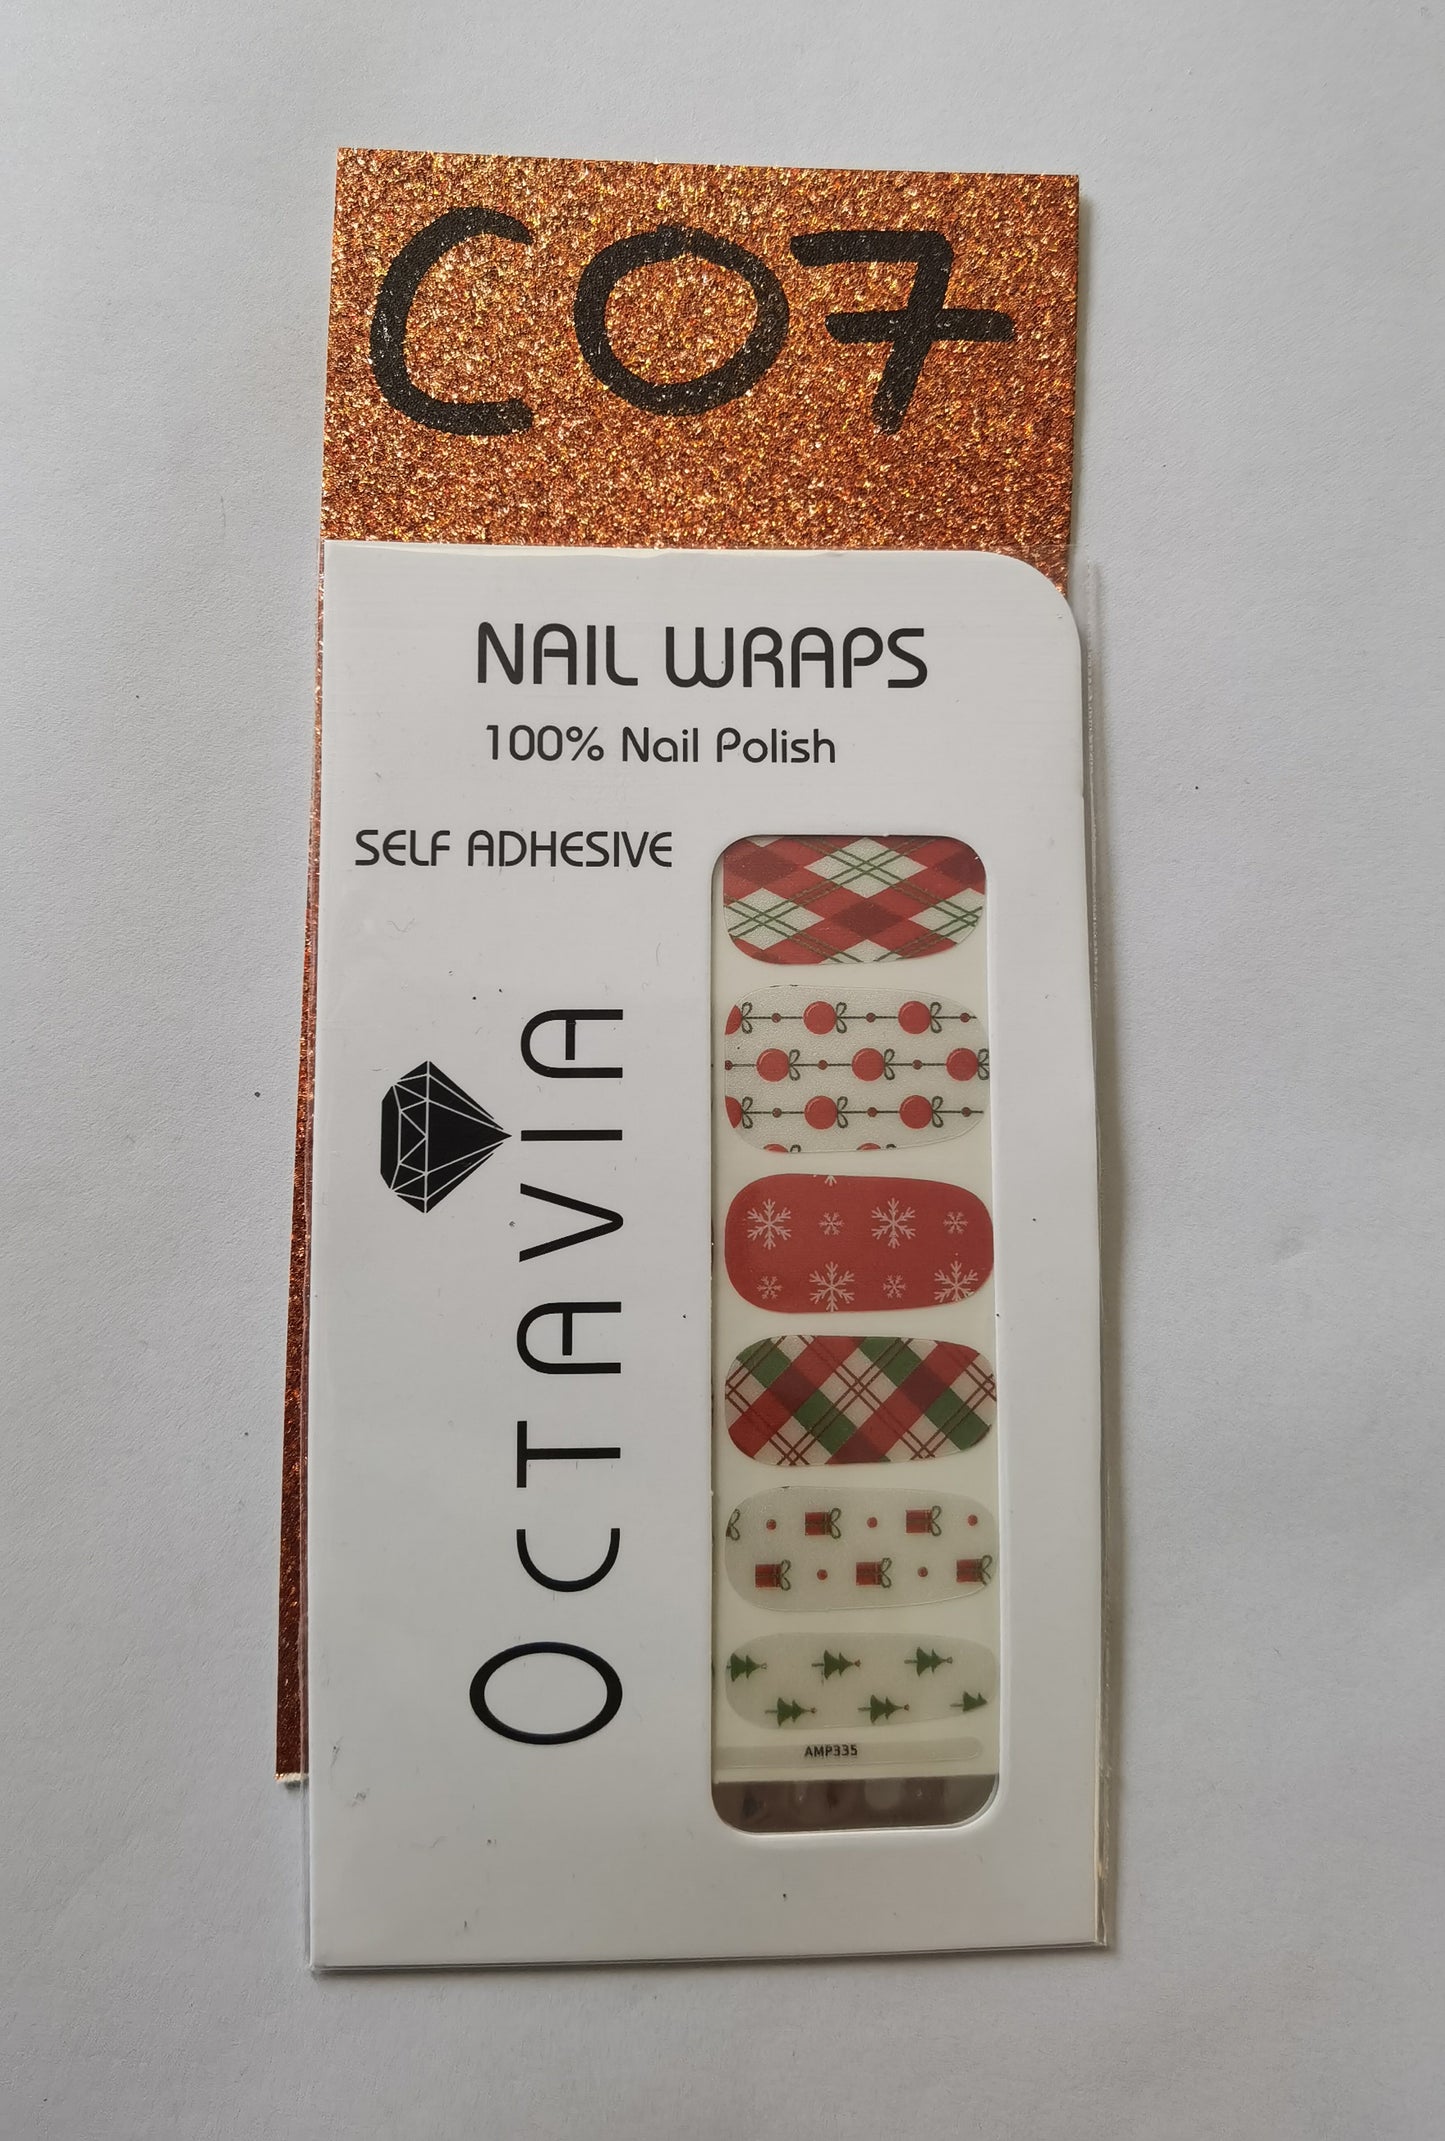 C07
NAIL WRAPS
100% Nail Polish
SELF ADHESIVE
OCTAVIA
AMP335